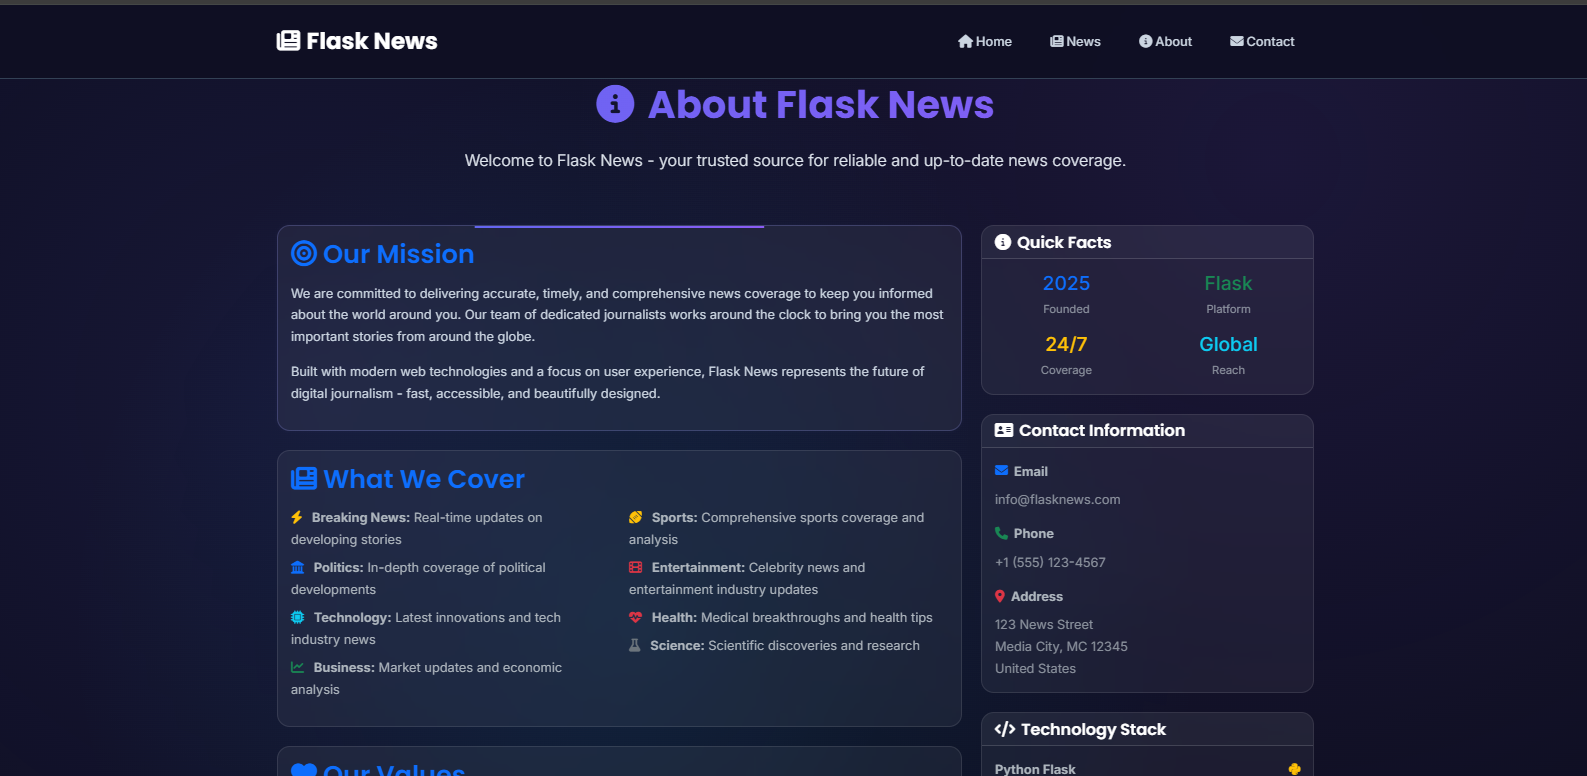 Flask News
Home
News
About
Contact
About Flask News
Welcome to Flask News - your trusted source for reliable and up-to-date news coverage.
Our Mission
We are committed to delivering accurate, timely, and comprehensive news coverage to keep you informed
about the world around you. Our team of dedicated journalists works around the clock to bring you the most
important stories from around the globe.
Built with modern web technologies and a focus on user experience, Flask News represents the future of
digital journalism - fast, accessible, and beautifully designed.
What We Cover
Breaking News: Real-time updates on
developing stories
Politics: In-depth coverage of political
developments
Technology: Latest innovations and tech
industry news
Business: Market updates and economic
analysis
Sports: Comprehensive sports coverage and
analysis
Entertainment: Celebrity news and
entertainment industry updates
Health: Medical breakthroughs and health tips
Science: Scientific discoveries and research
Our Values
Quick Facts
2025
Founded
Flask
Platform
24/7
Coverage
Global
Reach
Contact Information
Email
info@flasknews.com
Phone
+1 (555) 123-4567
Address
123 News Street
Media City, MC 12345
United States
Technology Stack
Python Flask